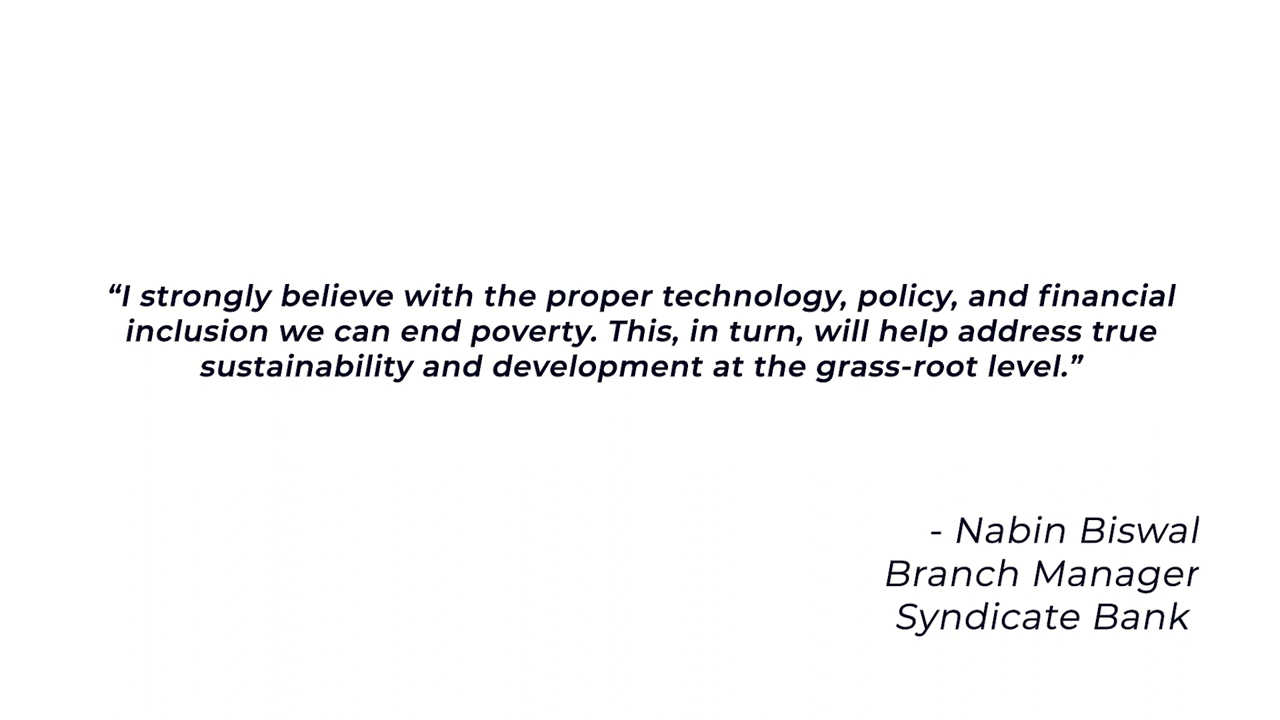 “I strongly believe with the proper technology, policy, and financial
inclusion we can end poverty. This, in turn, will help address true
sustainability and development at the grass-root level.”
- Nabin Biswal
Branch Manager
Syndicate Bank